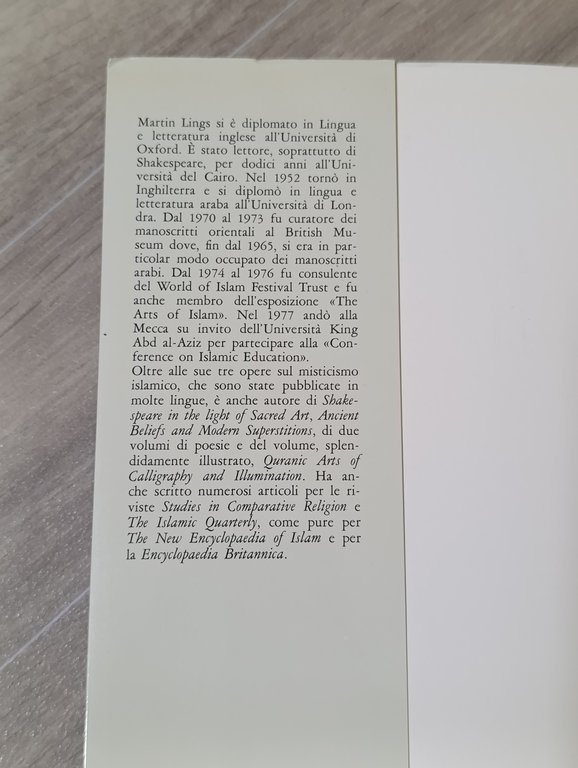 Martin Lings si è diplomato in Lingua
e letteratura inglese all'Università di
Oxford. È stato lettore, soprattutto di
Shakespeare, per dodici anni all'Uni-
versità del Cairo. Nel 1952 tornò in
Inghilterra e si diplomò in lingua e
letteratura araba all'Università di Lon-
dra. Dal 1970 al 1973 fu curatore dei
manoscritti orientali al British Mu-
seum dove, fin dal 1965, si era in par-
ticolar modo occupato dei manoscritti
arabi. Dal 1974 al 1976 fu consulente
del World of Islam Festival Trust e fu
anche membro dell'esposizione «The
Arts of Islam». Nel 1977 andò alla
Mecca su invito dell'Università King
Abd al-Aziz per partecipare alla «Con-
ference on Islamic Education».
Oltre alle sue tre opere sul misticismo
islamico, che sono state pubblicate in
molte lingue, è anche autore di Shake-
speare in the light of Sacred Art, Ancient
Beliefs and Modern Superstitions, di due
volumi di poesie e del volume, splen-
didamente illustrato, Quranic Arts of
Calligraphy and Illumination. Ha an-
che scritto numerosi articoli per le ri-
viste Studies in Comparative Religion e
The Islamic Quarterly, come pure per
The New Encyclopaedia of Islam e per
la Encyclopaedia Britannica.